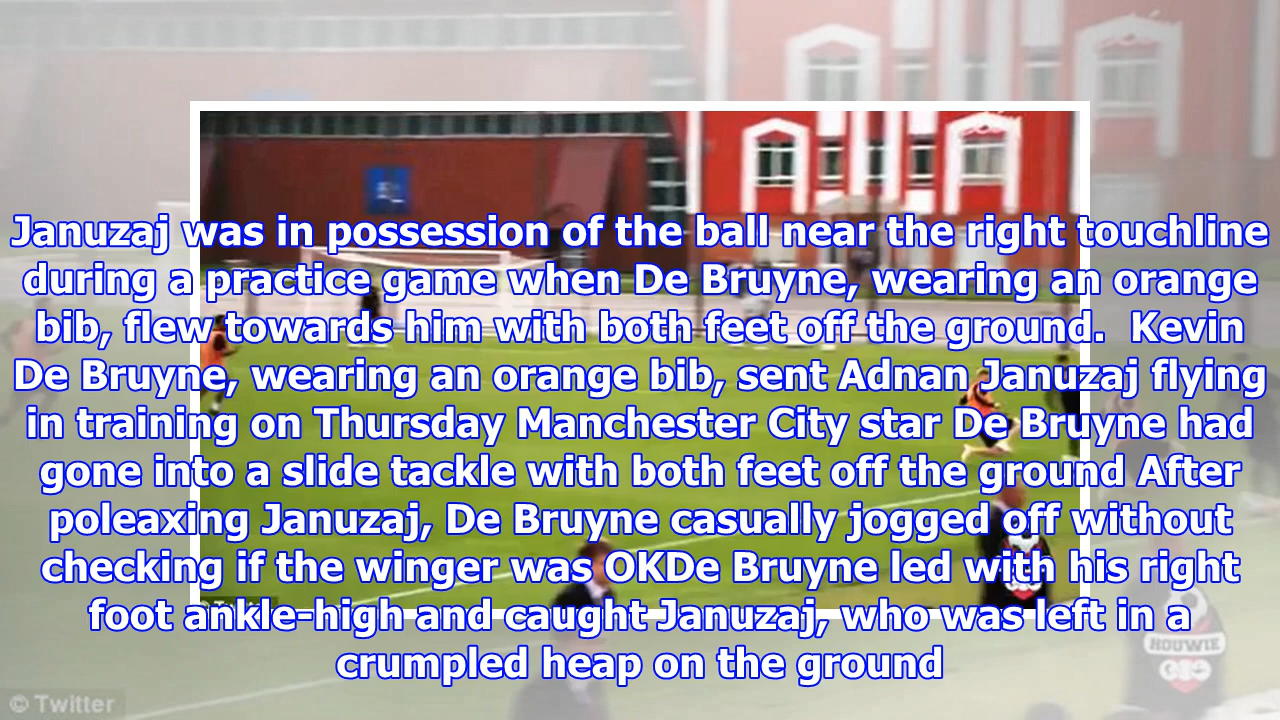 Januzaj was in possession of the ball near the right touchline
during a practice game when De Bruyne, wearing an orange
bib, flew towards him with both feet off the ground.  Kevin
De Bruyne, wearing an orange bib, sent Adnan Januzaj flying
in training on Thursday Manchester City star De Bruyne had
gone into a slide tackle with both feet off the ground After
poleaxing Januzaj, De Bruyne casually jogged off without
checking if the winger was OKDe Bruyne led with his right
foot ankle-high and caught Januzaj, who was left in a
crumpled heap on the ground
HOUWIE
© Twitter